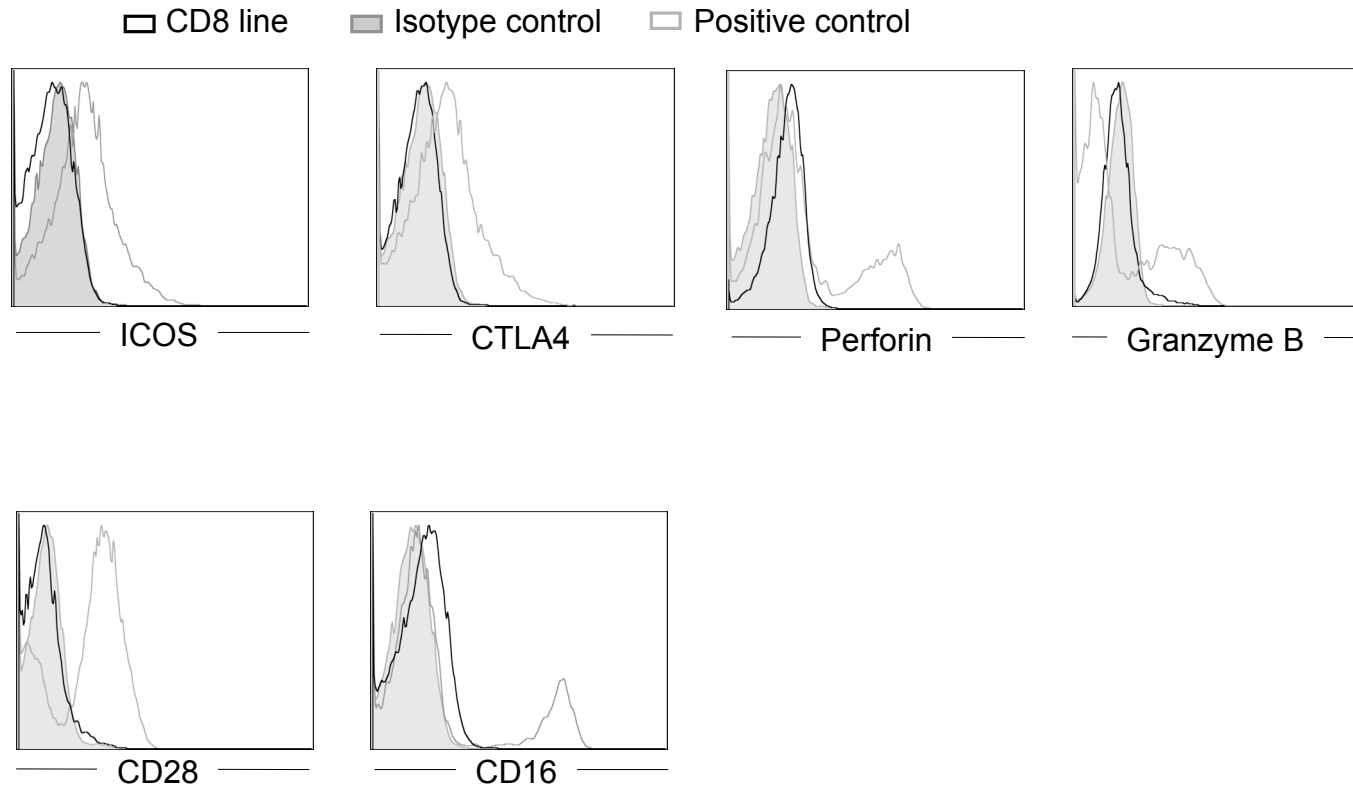 CD8 line Isotype control Positive control
ICOS CTLA4 Perforin Granzyme B
CD28 CD16